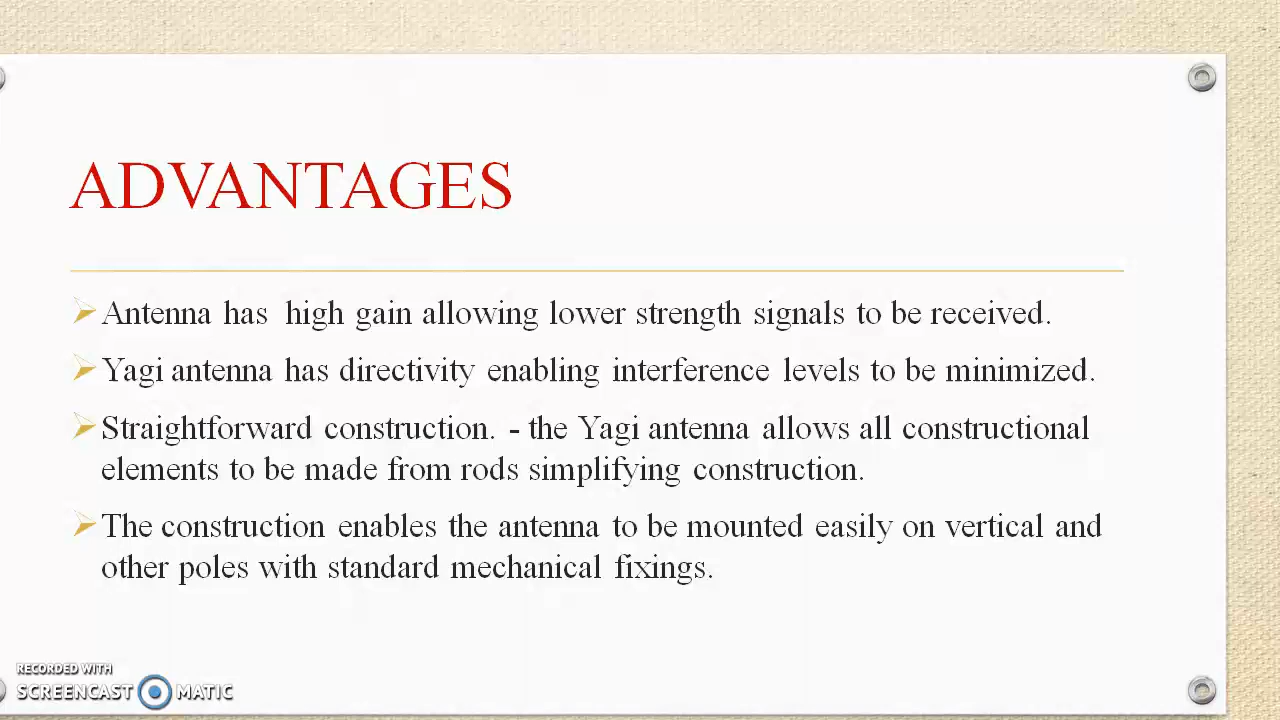 ADVANTAGES
Antenna has high gain allowing lower strength signals to be received.
Yagi antenna has directivity enabling interference levels to be minimized.
Straightforward construction. - the Yagi antenna allows all constructional
elements to be made from rods simplifying construction.
The construction enables the antenna to be mounted easily on vertical and
other poles with standard mechanical fixings.
RECORDED WITH
SCREENCAST MATIC